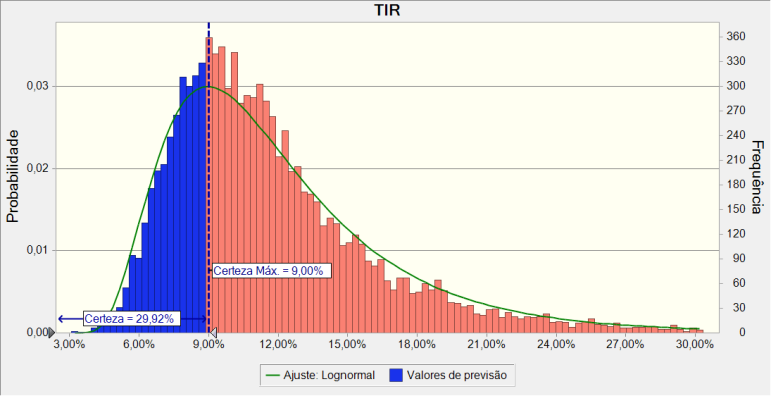 TIR
Probabilidade
Frequência
0,03
0,02
0,01
0,00
360
330
300
270
240
210
180
150
120
90
60
30
0
Certeza Máx. = 9,00%
Certeza = 29,92%
3,00% 6,00% 9,00% 12,00% 15,00% 18,00% 21,00% 24,00% 27,00% 30,00%
Ajuste: Lognormal Valores de previsão